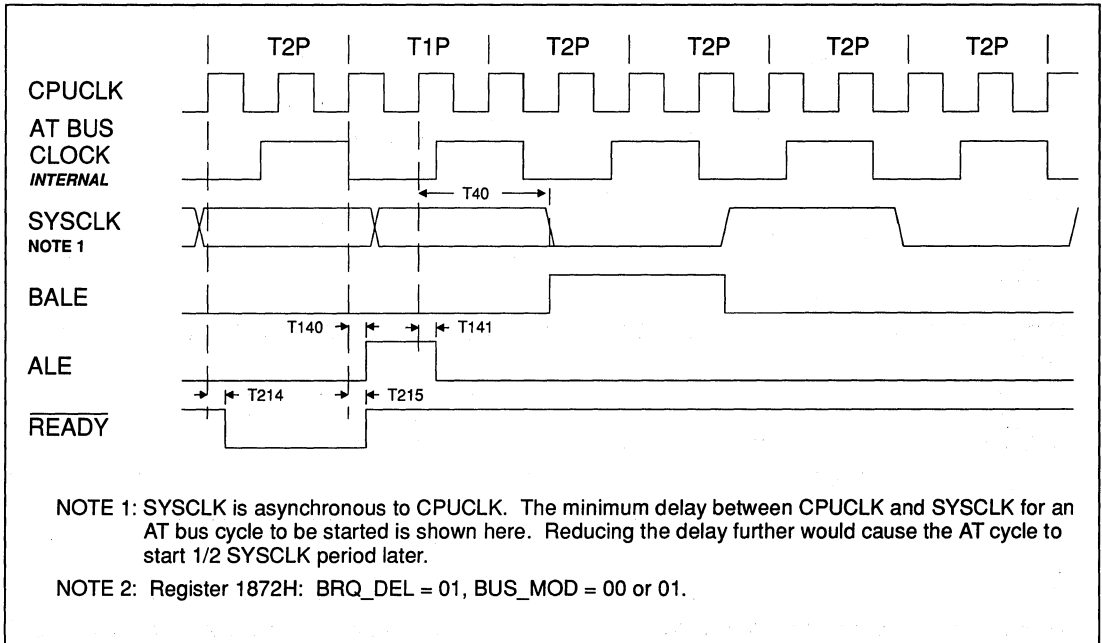 T2P T1P T2P T2P T2P T2P
CPUCLK
AT BUS
CLOCK
INTERNAL
T40
SYSCLK
NOTE 1
BALE
T140 T141
ALE
T214 T215
READY
NOTE 1: SYSCLK is asynchronous to CPUCLK. The minimum delay between CPUCLK and SYSCLK for an
AT bus cycle to be started is shown here. Reducing the delay further would cause the AT cycle to
start 1/2 SYSCLK period later.
NOTE 2: Register 1872H: BRQ_DEL = 01, BUS_MOD = 00 or 01.